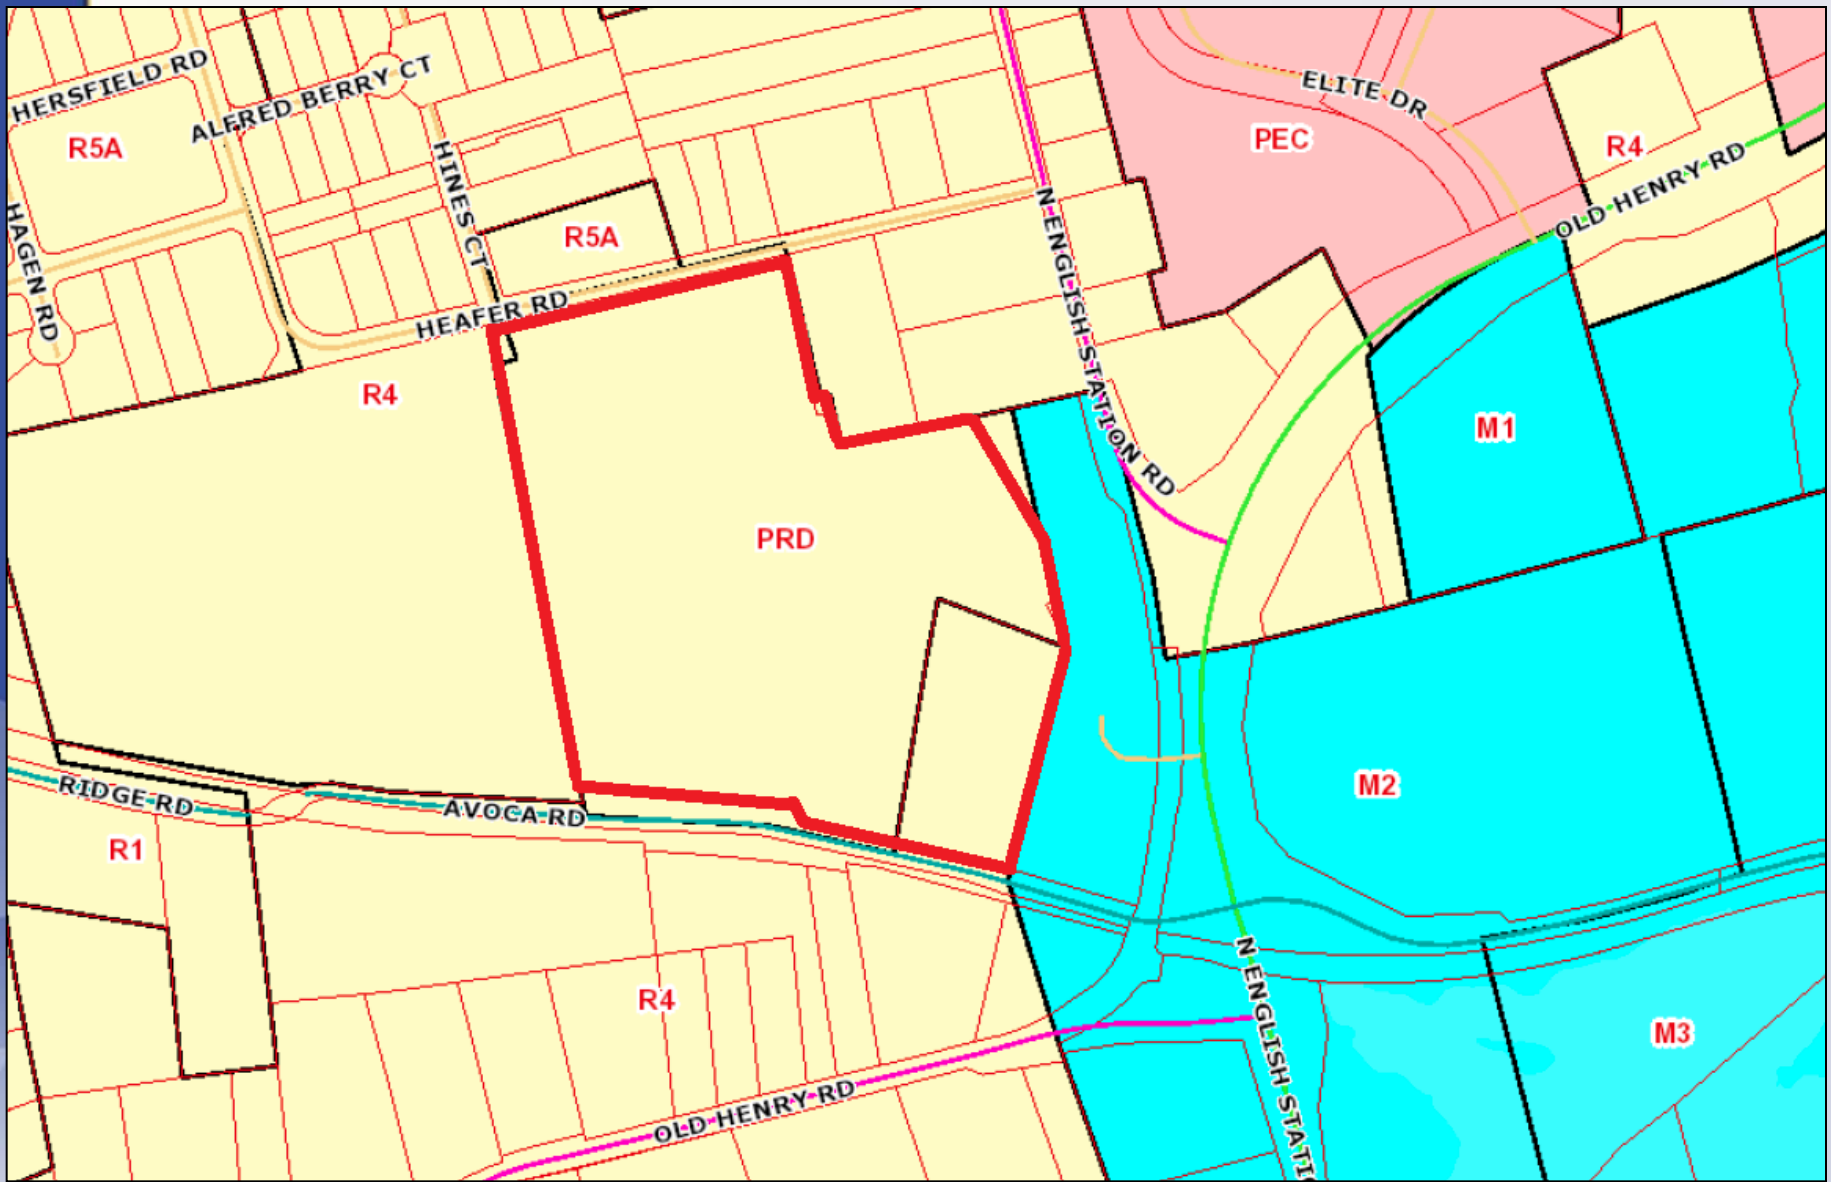 HERSFIELD RD
ALFRED BERRY CT
ELITE DR
R5A
PEC
R4
HINES CT
OLD HENRY RD
HAGEN RD
R5A
N ENGLISH STATION RD
HEAFER RD
R4
M1
PRD
RIDGE RD
AVOCA RD
M2
R1
N ENGLISH STATIO
R4
M3
OLD HENRY RD